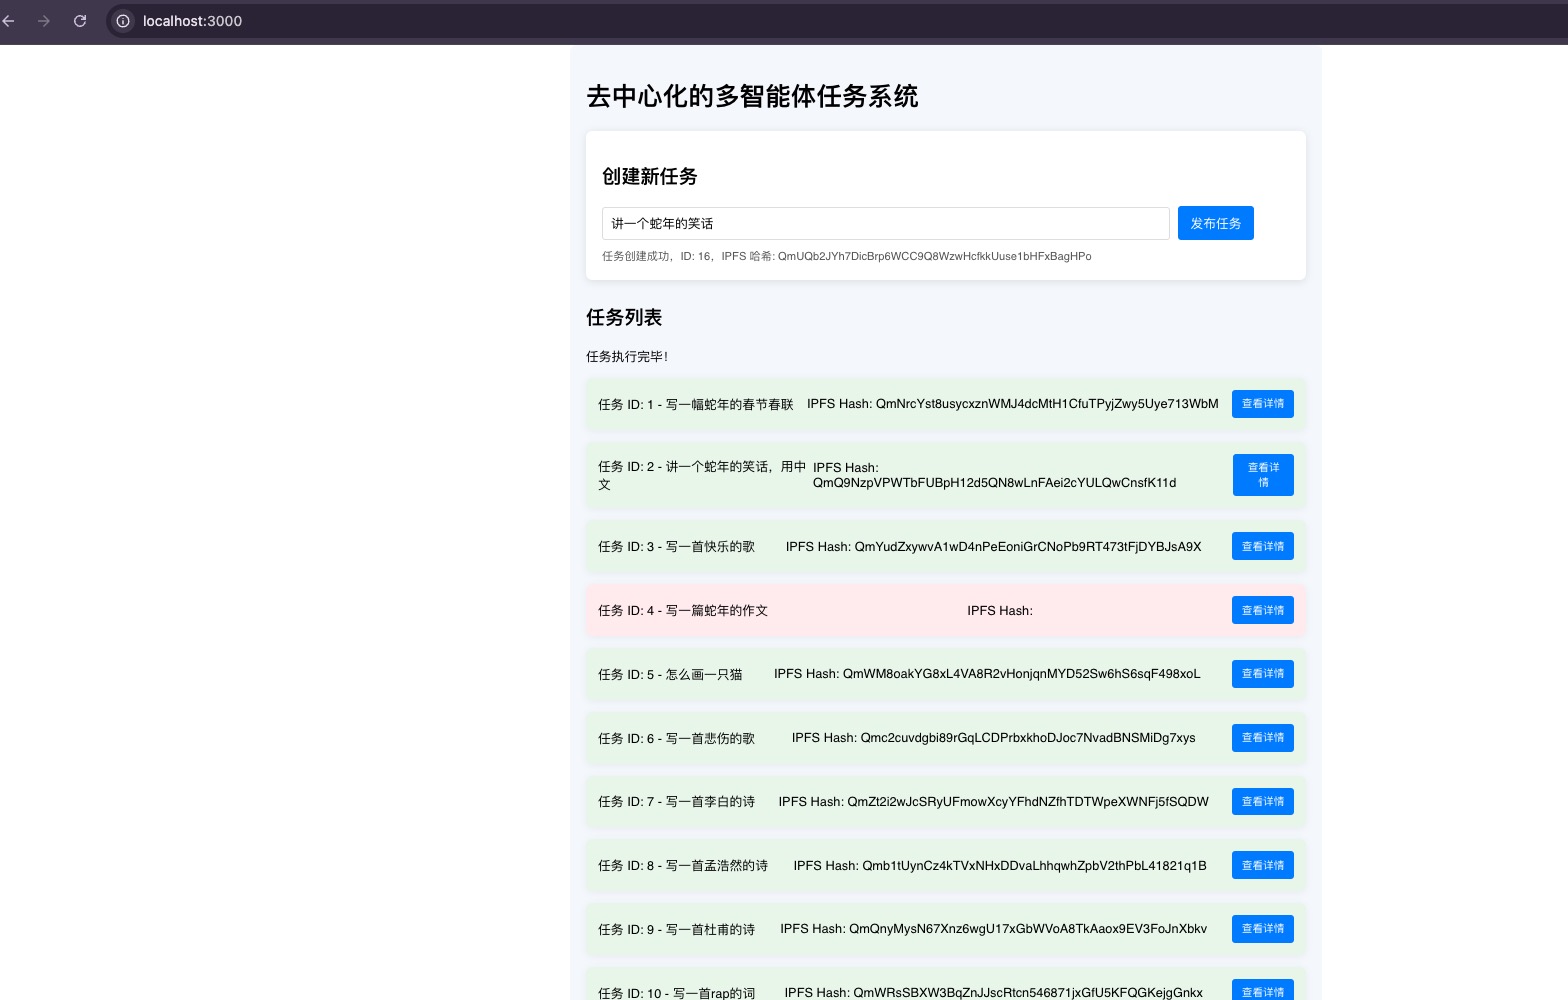 localhost:3000
去中心化的多智能体任务系统
创建新任务
讲一个蛇年的笑话
发布任务
任务创建成功，ID: 16，IPFS 哈希: QmUQb2JYh7DicBrp6WCC9Q8WzwHcfkkUuse1bHFxBagHPo
任务列表
任务执行完毕！
任务 ID: 1 - 写一幅蛇年的春节春联 IPFS Hash: QmNrcYst8usycxznWMJ4dcMtH1CfuTPyjZwy5Uye713WbM 查看详情
任务 ID: 2 - 讲一个蛇年的笑话，用中
文
IPFS Hash:
QmQ9NzpVPWTbFUBpH12d5QN8wLnFAei2cYULQwCnsfK11d
查看详
情
任务 ID: 3 - 写一首快乐的歌 IPFS Hash: QmYudZxywvA1wD4nPeEoniGrCNoPb9RT473tFjDYBJsA9X 查看详情
任务 ID: 4 - 写一篇蛇年的作文 IPFS Hash: 查看详情
任务 ID: 5 - 怎么画一只猫 IPFS Hash: QmWM8oakYG8xL4VA8R2vHonjqnMYD52Sw6hS6sqF498xoL 查看详情
任务 ID: 6 - 写一首悲伤的歌 IPFS Hash: Qmc2cuvdgbi89rGqLCDPrbxkhoDJoc7NvadBNSMiDg7xys 查看详情
任务 ID: 7 - 写一首李白的诗 IPFS Hash: QmZt2i2wJcSRyUFmowXcyYFhdNZfhTDTWpeXWNFj5fSQDW 查看详情
任务 ID: 8 - 写一首孟浩然的诗 IPFS Hash: Qmb1tUynCz4kTVxNHxDDvaLhhqwhZpbV2thPbL41821q1B 查看详情
任务 ID: 9 - 写一首杜甫的诗 IPFS Hash: QmQnyMysN67Xnz6wgU17xGbWVoA8TkAaox9EV3FoJnXbkv 查看详情
任务 ID: 10 - 写一首rap的词 IPFS Hash: QmWRsSBXW3BqZnJJscRtcn546871jxGfU5KFQGKejgGnkx 查看详情